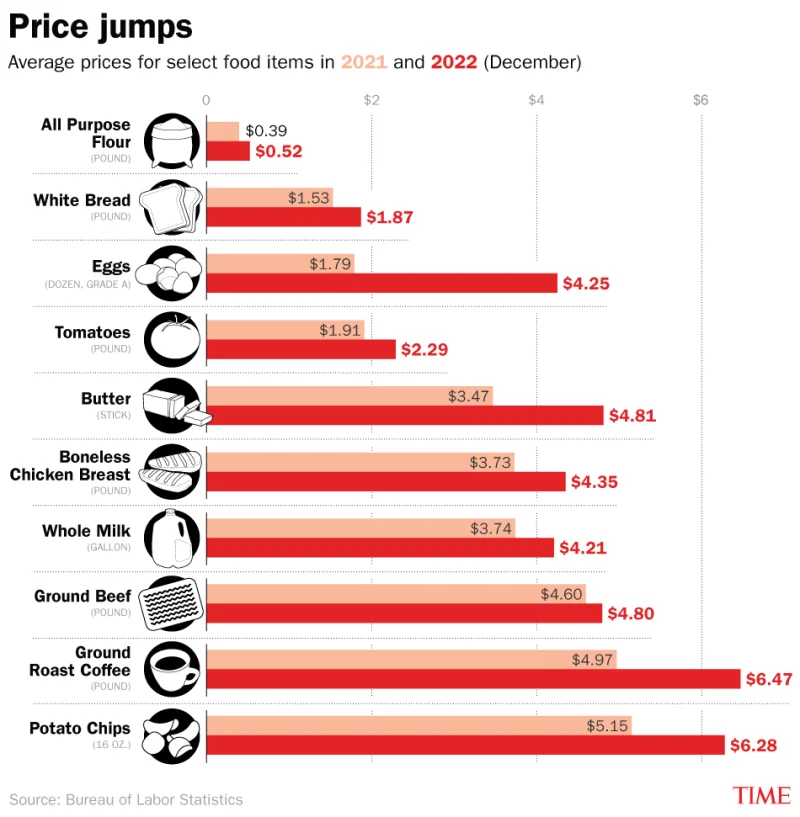 Price jumps
Average prices for select food items in 2021 and 2022 (December)
0 $2 $4 $6
All Purpose
Flour
(POUND)
$0.39
$0.52
White Bread
(POUND)
$1.53
$1.87
Eggs
(DOZEN, GRADE A)
$1.79
$4.25
Tomatoes
(POUND)
$1.91
$2.29
Butter
(STICK)
$3.47
$4.81
Boneless
Chicken Breast
(POUND)
$3.73
$4.35
Whole Milk
(GALLON)
$3.74
$4.21
Ground Beef
(POUND)
$4.60
$4.80
Ground
Roast Coffee
(POUND)
$4.97
$6.47
Potato Chips
(16 OZ.)
$5.15
$6.28
Source: Bureau of Labor Statistics
TIME